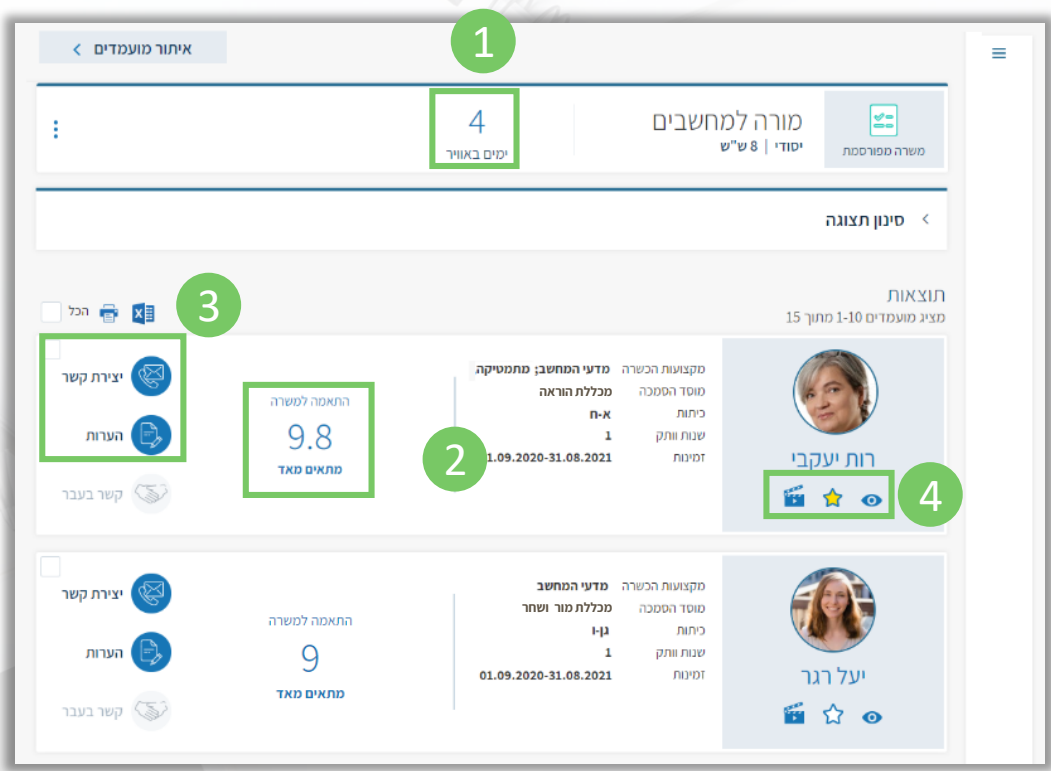 1
איתור מועמדים
משרה מפורסמת
מורה למחשבים
יסודי | 8 ש"ש
4
ימים באוויר
סינון תצוגה
תוצאות
מציג מועמדים 1-10 מתוך 15
3
הכל
רות יעקבי
4
מקצועות הכשרה מדעי המחשב; מתמטיקה
מוסד הסמכה מכללת הוראה
כיתות א-ח
שנות וותק 1
זמינות 1.09.2020-31.08.2021
2
התאמה למשרה
9.8
מתאים מאד
יצירת קשר
הערות
קשר בעבר
יעל רגר
מקצועות הכשרה מדעי המחשב
מוסד הסמכה מכללת מור ושחר
כיתות גן-ו
שנות וותק 1
זמינות 01.09.2020-31.08.2021
התאמה למשרה
9
מתאים מאד
יצירת קשר
הערות
קשר בעבר